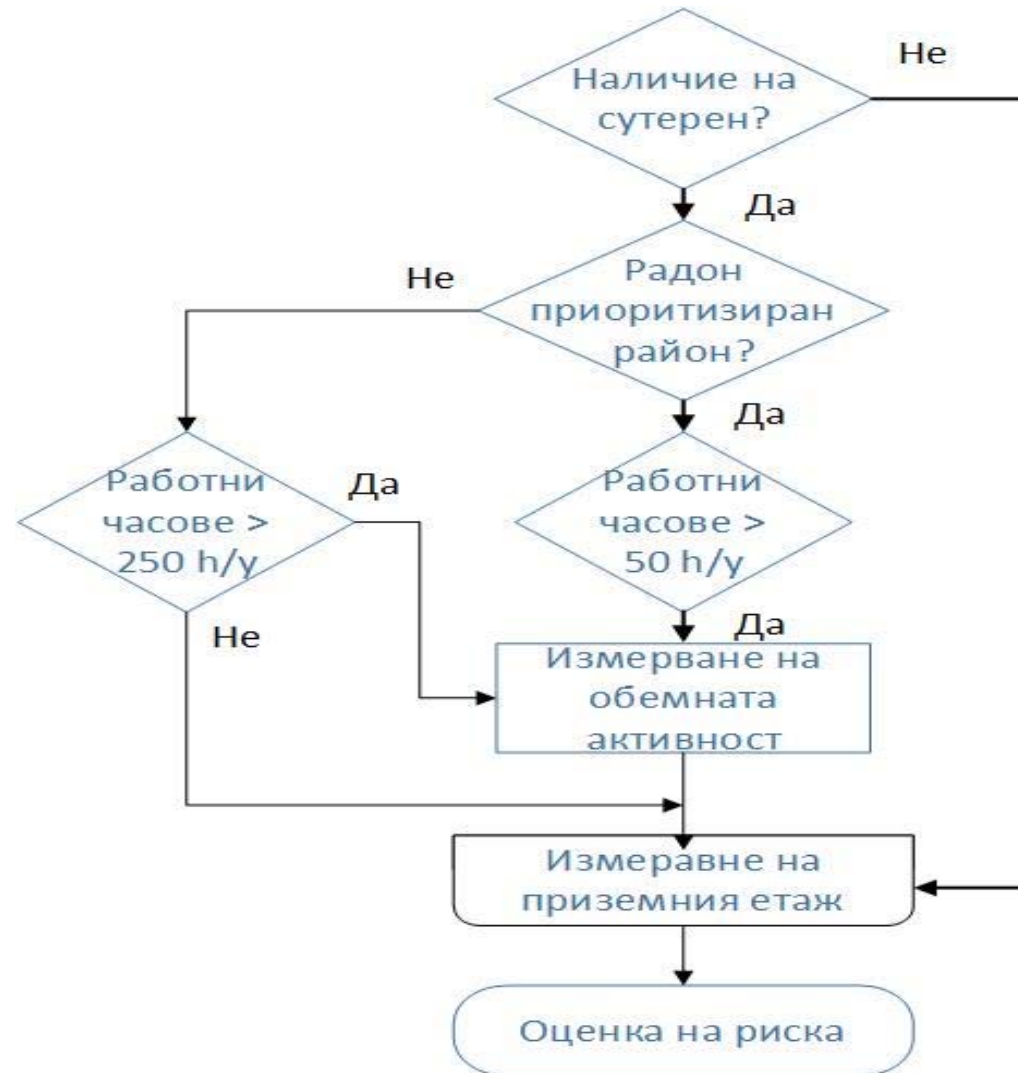 Не
Наличие на
сутерен?
Да
Не
Радон
приоритизиран
район?
Да
Работни
часове >
250 h/y
Да
Работни
часове >
50 h/y
Не
Да
Измерване на
обемната
активност
Измеравне на
приземния етаж
Оценка на риска